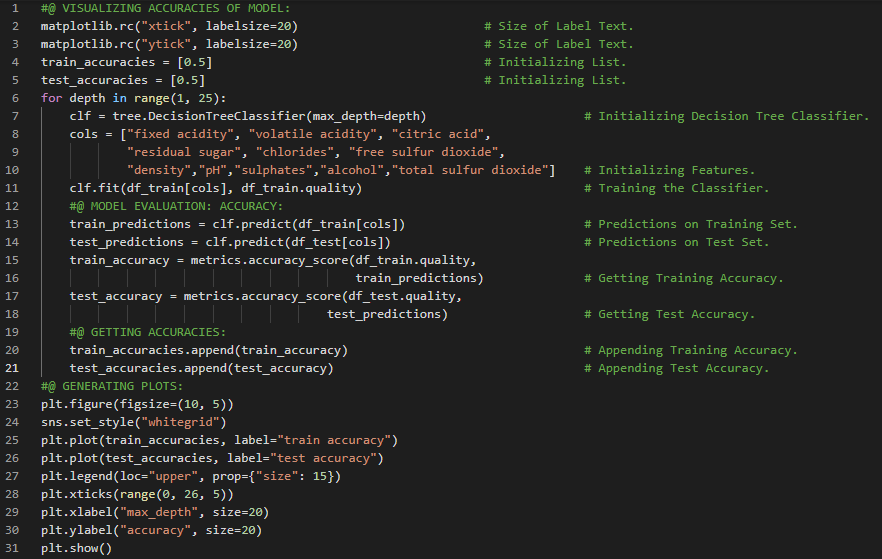 1 #@ VISUALIZING ACCURACIES OF MODEL:
2 matplotlib.rc("xtick", labelsize=20) # Size of Label Text.
3 matplotlib.rc("ytick", labelsize=20) # Size of Label Text.
4 train_accuracies = [0.5] # Initializing List.
5 test_accuracies = [0.5] # Initializing List.
6 for depth in range(1, 25):
7 clf = tree.DecisionTreeClassifier(max_depth=depth) # Initializing Decision Tree Classifier.
8 cols = ["fixed acidity", "volatile acidity", "citric acid",
9 "residual sugar", "chlorides", "free sulfur dioxide",
10 "density","pH","sulphates","alcohol","total sulfur dioxide"] # Initializing Features.
11 clf.fit(df_train[cols], df_train.quality) # Training the Classifier.
12 #@ MODEL EVALUATION: ACCURACY:
13 train_predictions = clf.predict(df_train[cols]) # Predictions on Training Set.
14 test_predictions = clf.predict(df_test[cols]) # Predictions on Test Set.
15 train_accuracy = metrics.accuracy_score(df_train.quality,
16 train_predictions) # Getting Training Accuracy.
17 test_accuracy = metrics.accuracy_score(df_test.quality,
18 test_predictions) # Getting Test Accuracy.
19 #@ GETTING ACCURACIES:
20 train_accuracies.append(train_accuracy) # Appending Training Accuracy.
21 test_accuracies.append(test_accuracy) # Appending Test Accuracy.
22 #@ GENERATING PLOTS:
23 plt.figure(figsize=(10, 5))
24 sns.set_style("whitegrid")
25 plt.plot(train_accuracies, label="train accuracy")
26 plt.plot(test_accuracies, label="test accuracy")
27 plt.legend(loc="upper", prop={"size": 15})
28 plt.xticks(range(0, 26, 5))
29 plt.xlabel("max_depth", size=20)
30 plt.ylabel("accuracy", size=20)
31 plt.show()